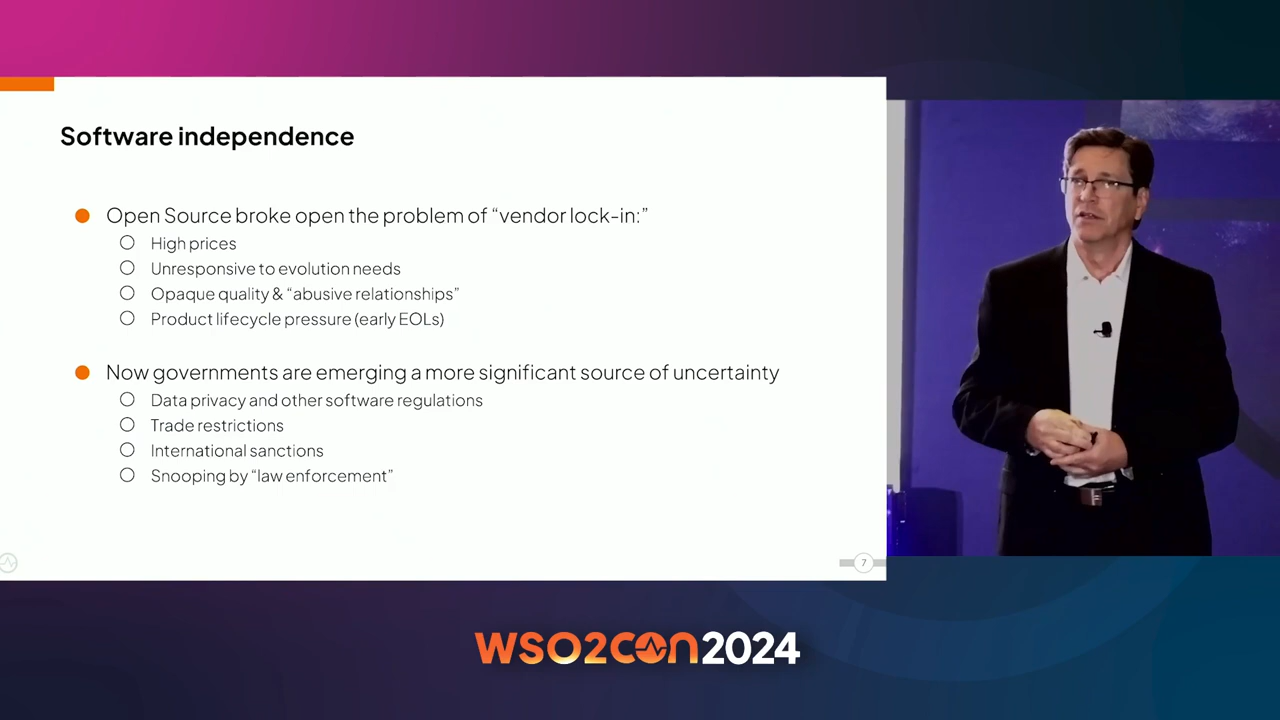 Software independence
Open Source broke open the problem of “vendor lock-in:”
High prices
Unresponsive to evolution needs
Opaque quality & “abusive relationships”
Product lifecycle pressure (early EOLs)
Now governments are emerging a more significant source of uncertainty
Data privacy and other software regulations
Trade restrictions
International sanctions
Snooping by “law enforcement”
7
WSO2CON2024